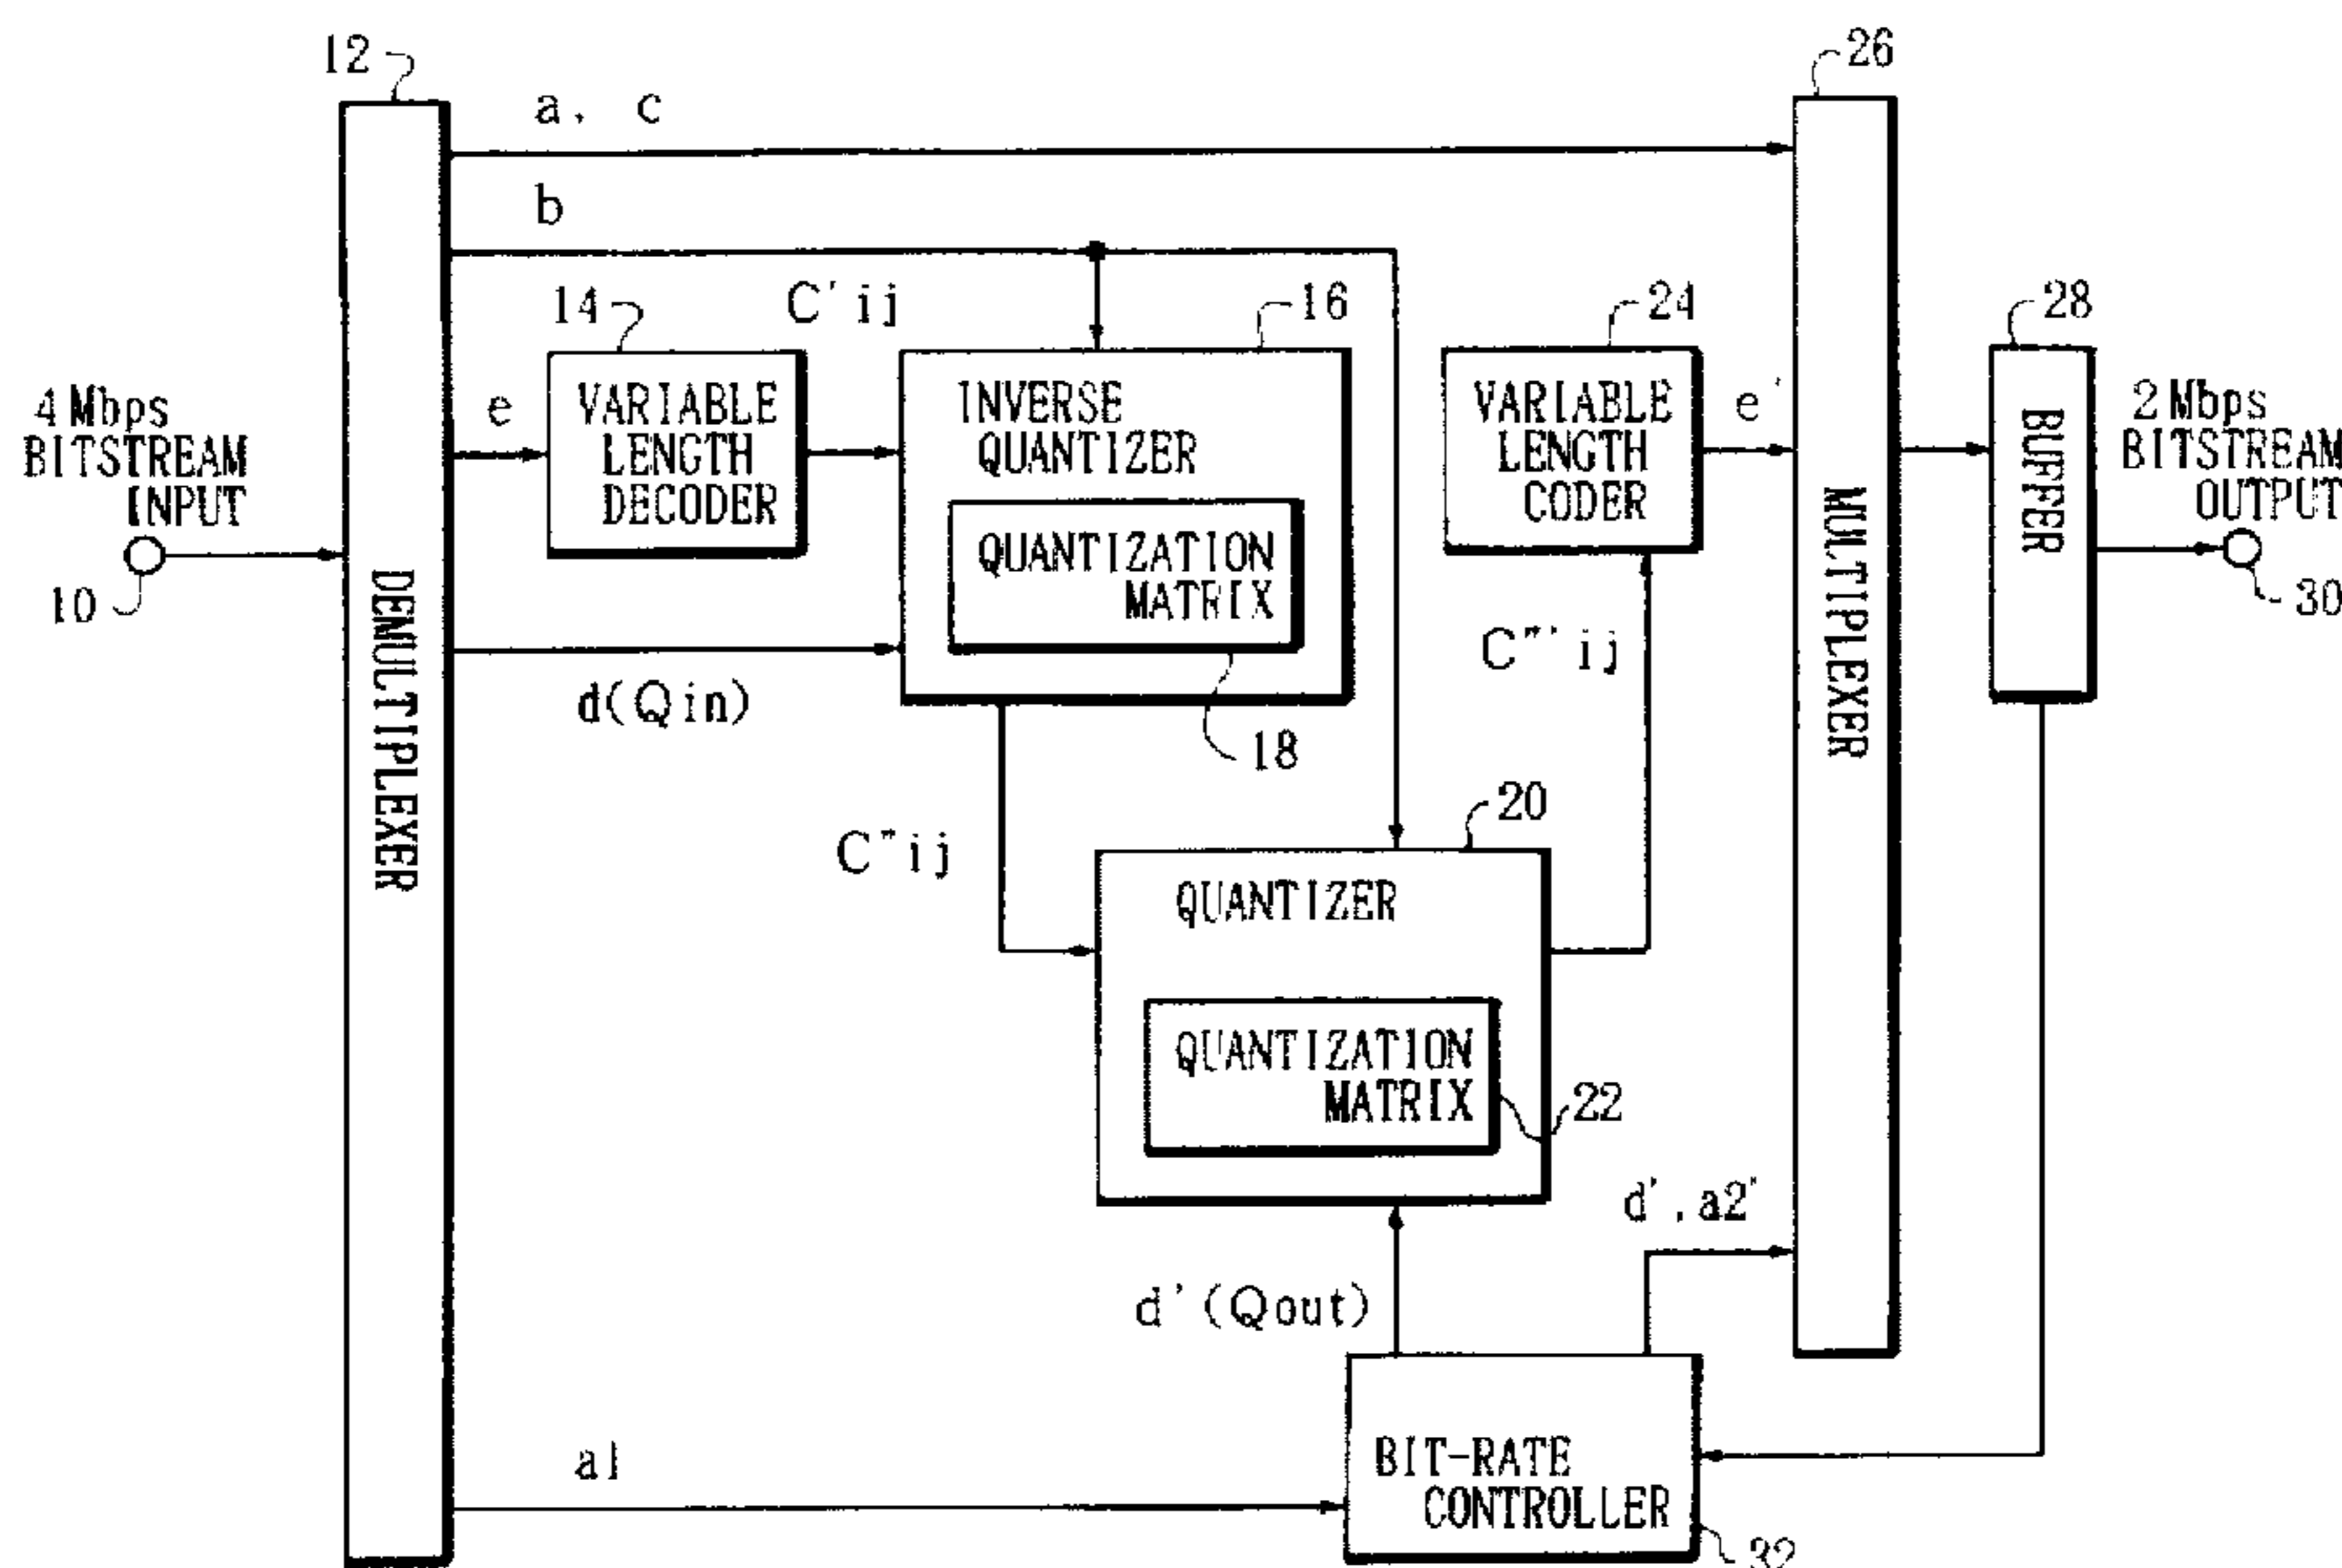 12
26
a, c
b
C'ij
14
16
24
28
4 Mbps
BITSTREAM
INPUT
e
VARIABLE
LENGTH
DECODER
INVERSE
QUANTIZER
VARIABLE
LENGTH
CODER
e'
2 Mbps
BITSTREAM
OUTPUT
BUFFER
QUANTIZATION
MATRIX
10
30
DEMULTIPLEXER
MULTIPLEXER
d(Qin)
18
C"'ij
C"ij
20
QUANTIZER
QUANTIZATION
MATRIX
22
d',a2'
d'(Qout)
a1
BIT-RATE
CONTROLLER
32